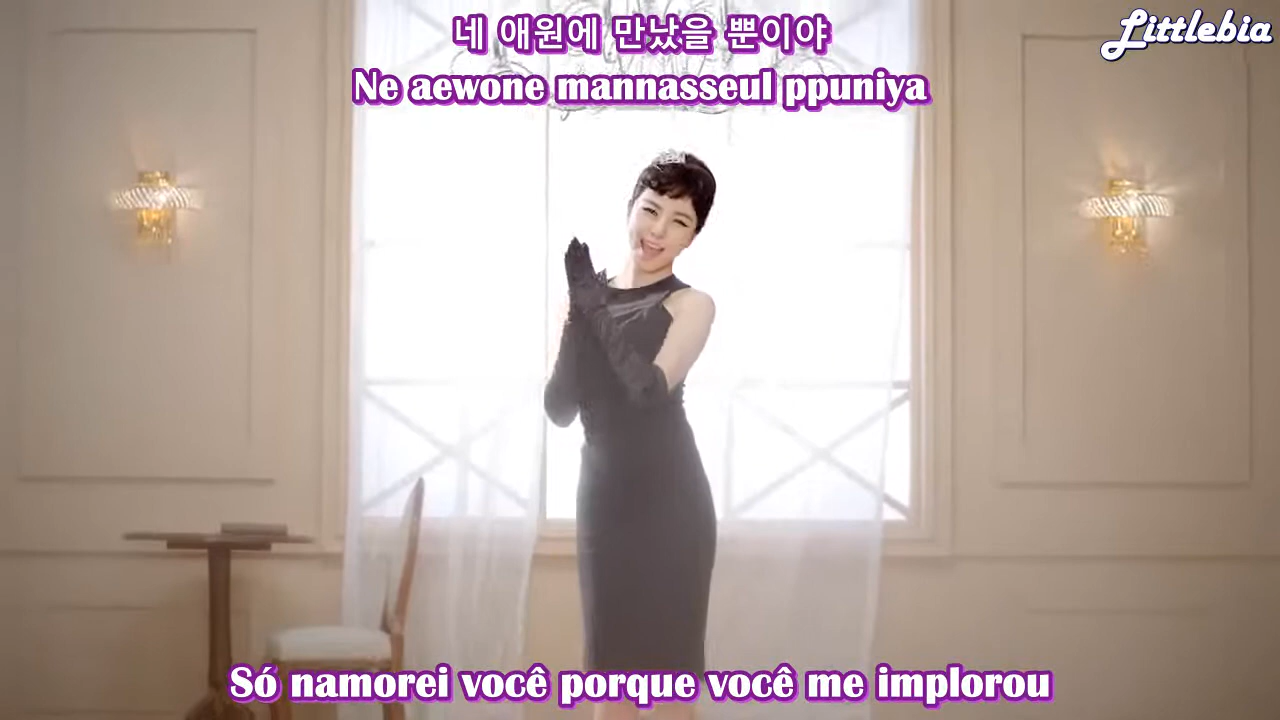 네 애원에 만났을 뿐이야
Littlebia
Ne aewone mannasseul ppuniya
Só namorei você porque você me implorou